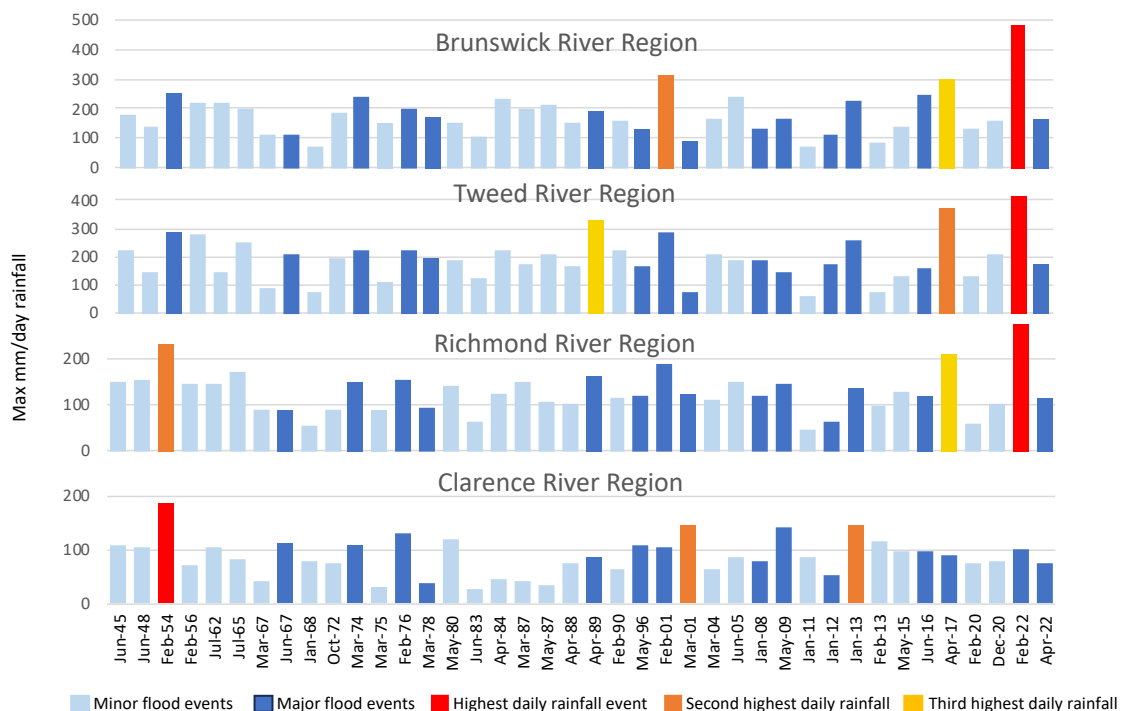 Max mm/day rainfall
Brunswick River Region
500
400
300
200
100
0
Tweed River Region
400
300
200
100
0
Richmond River Region
200
100
0
Clarence River Region
200
100
0
Jun-45
Jun-48
Feb-54
Feb-56
Jul-62
Jul-65
Mar-67
Jun-67
Jan-68
Oct-72
Mar-74
Mar-75
Feb-76
Mar-78
May-80
Jun-83
Apr-84
Mar-87
May-87
Apr-88
Apr-89
Feb-90
May-96
Feb-01
Mar-01
Mar-04
Jun-05
Jan-08
May-09
Jan-11
Jan-12
Jan-13
Feb-13
May-15
Jun-16
Apr-17
Feb-20
Dec-20
Feb-22
Apr-22
Minor flood events Major flood events Highest daily rainfall event Second highest daily rainfall Third highest daily rainfall